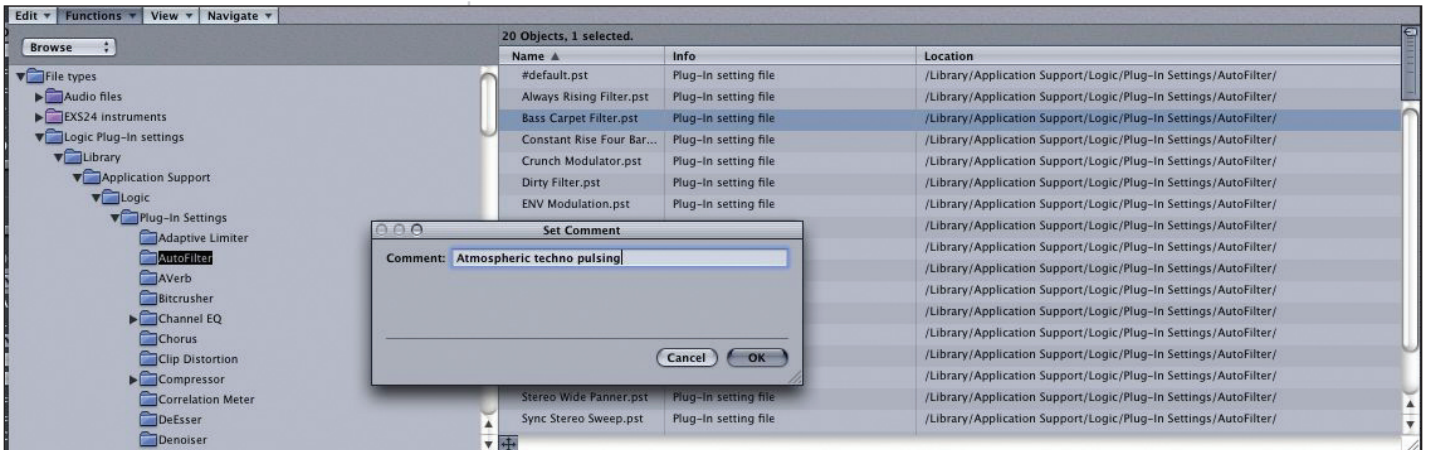 Edit Functions View Navigate
Browse
File types
Audio files
EXS24 instruments
Logic Plug-In settings
Library
Application Support
Logic
Plug-In Settings
Adaptive Limiter
AutoFilter
AVerb
Bitcrusher
Channel EQ
Chorus
Clip Distortion
Compressor
Correlation Meter
DeEsser
Denoiser
20 Objects, 1 selected.
Name Info Location
#default.pst Plug-In setting file /Library/Application Support/Logic/Plug-In Settings/AutoFilter/
Always Rising Filter.pst Plug-In setting file /Library/Application Support/Logic/Plug-In Settings/AutoFilter/
Bass Carpet Filter.pst Plug-In setting file /Library/Application Support/Logic/Plug-In Settings/AutoFilter/
Constant Rise Four Bar... Plug-In setting file /Library/Application Support/Logic/Plug-In Settings/AutoFilter/
Crunch Modulator.pst Plug-In setting file /Library/Application Support/Logic/Plug-In Settings/AutoFilter/
Dirty Filter.pst Plug-In setting file /Library/Application Support/Logic/Plug-In Settings/AutoFilter/
ENV Modulation.pst Plug-In setting file /Library/Application Support/Logic/Plug-In Settings/AutoFilter/
/Library/Application Support/Logic/Plug-In Settings/AutoFilter/
/Library/Application Support/Logic/Plug-In Settings/AutoFilter/
/Library/Application Support/Logic/Plug-In Settings/AutoFilter/
/Library/Application Support/Logic/Plug-In Settings/AutoFilter/
/Library/Application Support/Logic/Plug-In Settings/AutoFilter/
/Library/Application Support/Logic/Plug-In Settings/AutoFilter/
/Library/Application Support/Logic/Plug-In Settings/AutoFilter/
/Library/Application Support/Logic/Plug-In Settings/AutoFilter/
Stereo Wide Panner.pst Plug-In setting file /Library/Application Support/Logic/Plug-In Settings/AutoFilter/
Sync Stereo Sweep.pst Plug-In setting file /Library/Application Support/Logic/Plug-In Settings/AutoFilter/
Set Comment
Comment: Atmospheric techno pulsing
Cancel OK